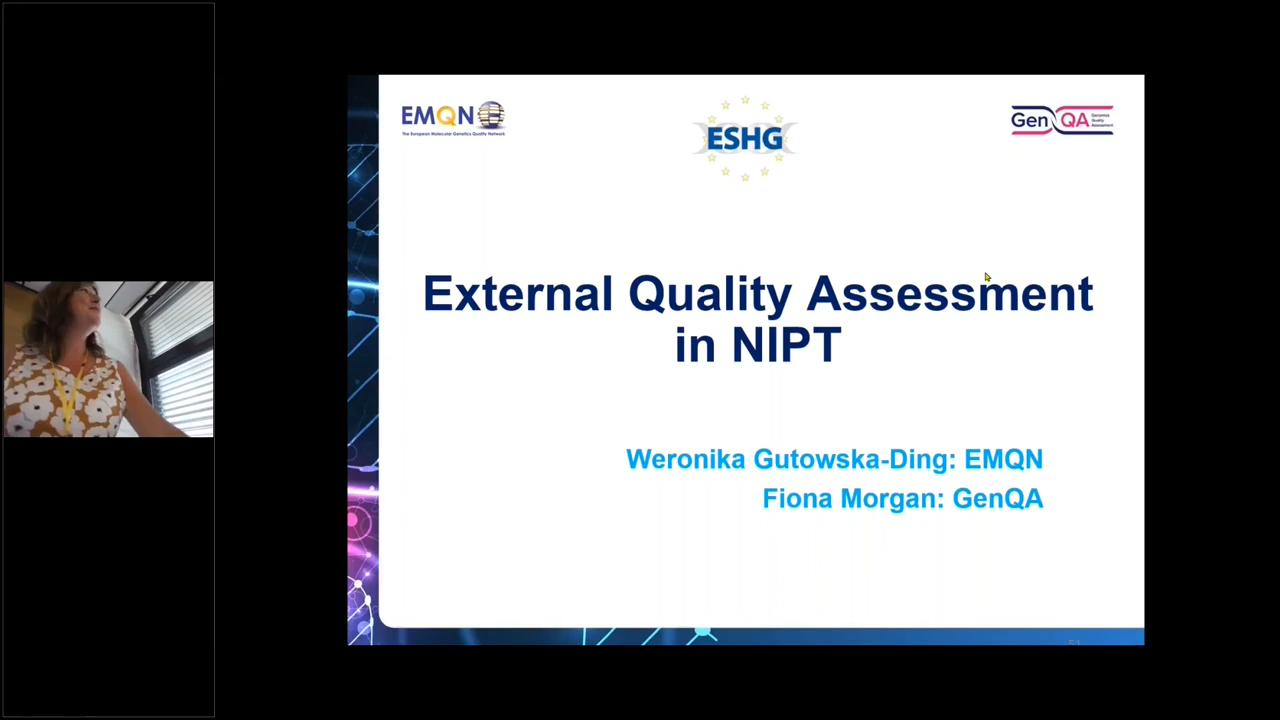 EMQN
The European Molecular Genetics Quality Network
ESHG
GenQA
Genomics
Quality
Assessment
External Quality Assessment
in NIPT
Weronika Gutowska-Ding: EMQN
Fiona Morgan: GenQA